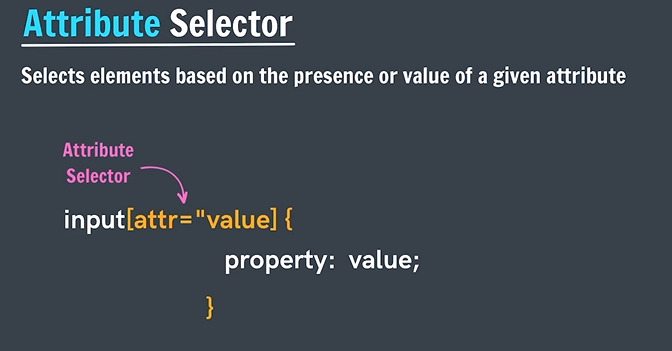 Attribute Selector
Selects elements based on the presence or value of a given attribute
Attribute
Selector
input[attr="value] {
property: value;
}